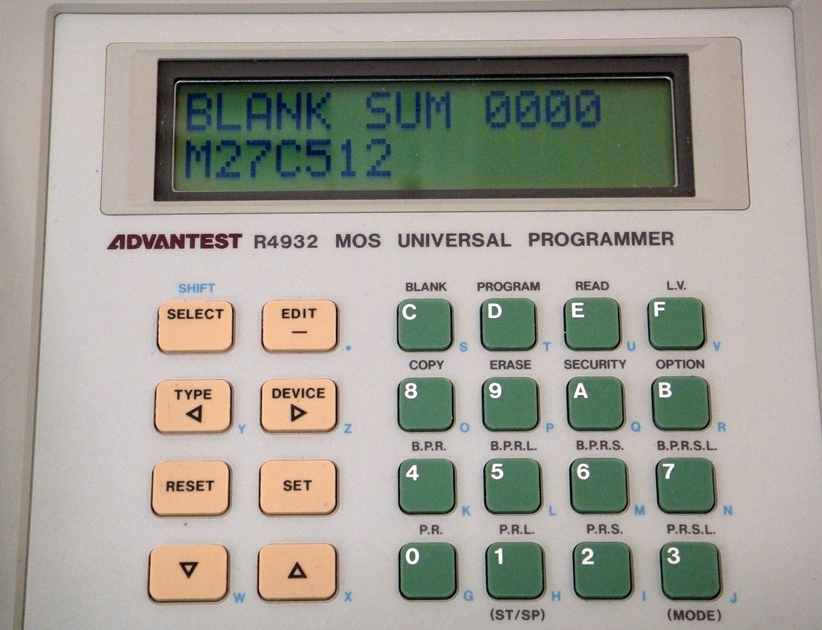 BLANK SUM 0000
M27C512
ADVANTEST R4932 MOS UNIVERSAL PROGRAMMER
SHIFT BLANK PROGRAM READ L.V.
SELECT EDIT – C D E F
. S T U V
COPY ERASE SECURITY OPTION
TYPE ◁ DEVICE ▷ 8 9 A B
Y Z O P Q R
B.P.R. B.P.R.L. B.P.R.S. B.P.R.S.L.
RESET SET 4 5 6 7
K L M N
P.R. P.R.L. P.R.S. P.R.S.L.
▽ △ 0 1 2 3
W X G H I J
(ST/SP) (MODE)